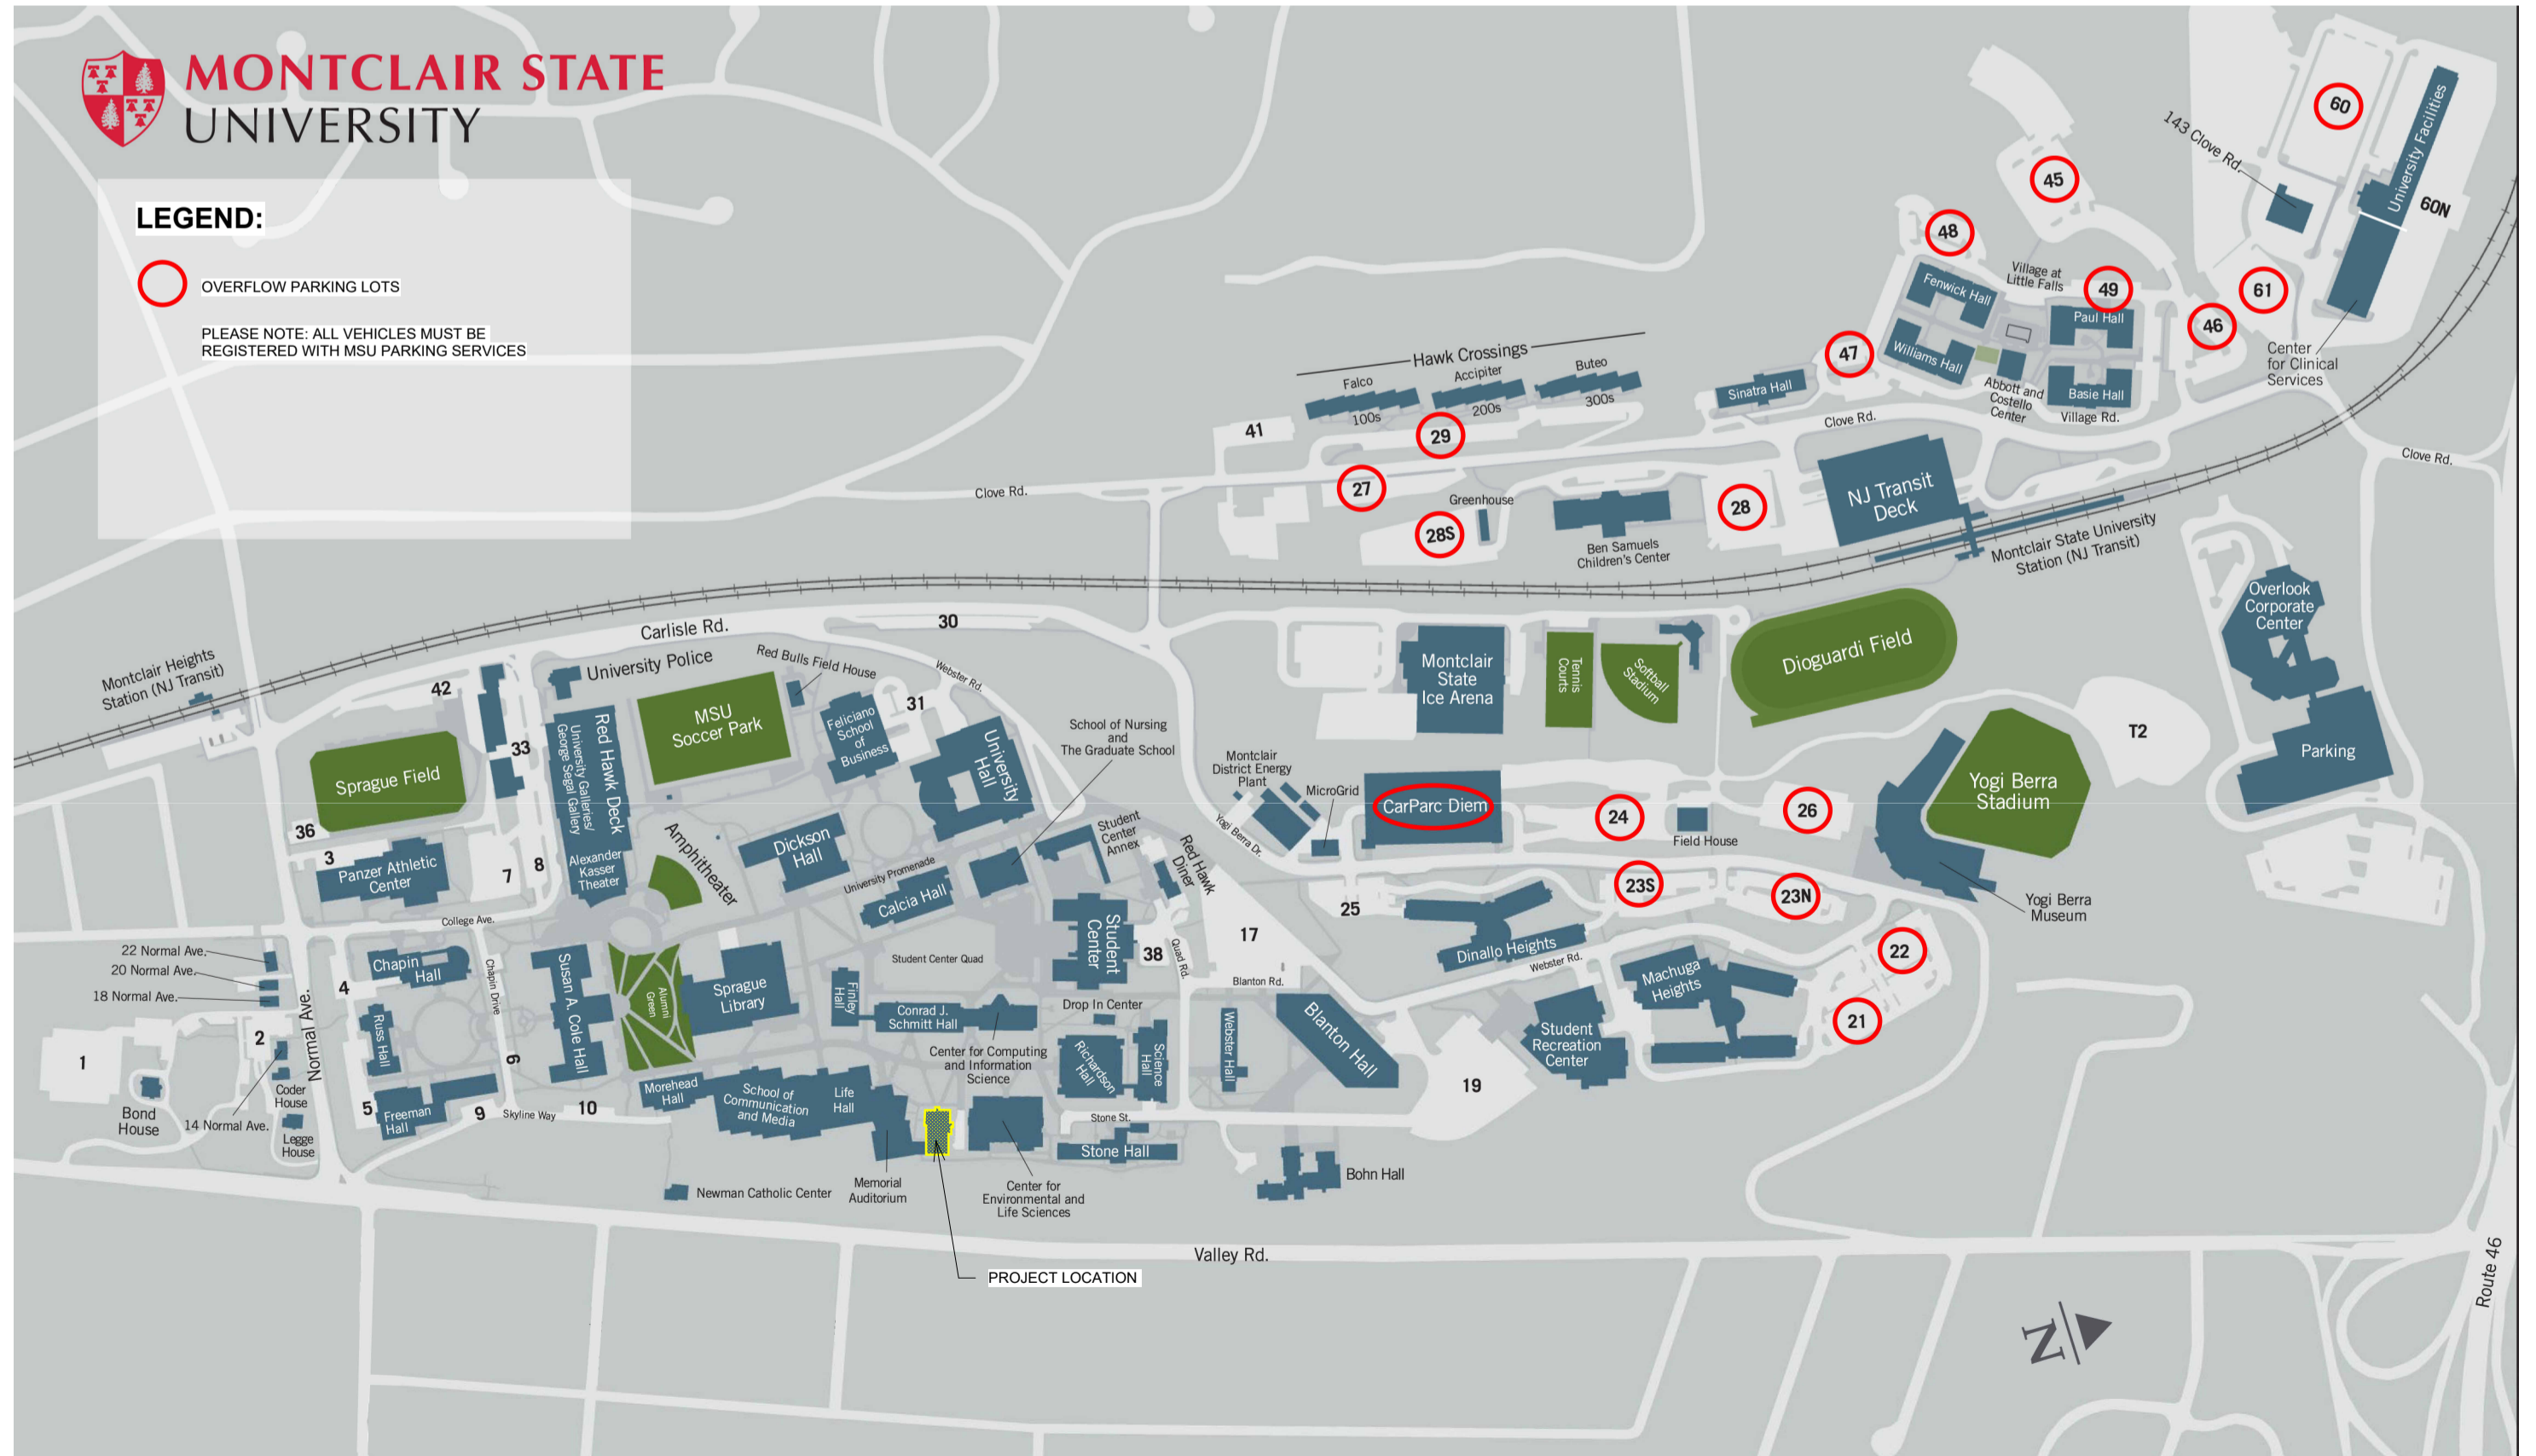 MONTCLAIR STATE
UNIVERSITY
LEGEND:
OVERFLOW PARKING LOTS
PLEASE NOTE: ALL VEHICLES MUST BE
REGISTERED WITH MSU PARKING SERVICES
60
University Facilities
143 Clove Rd.
60N
45
48
Village at
Little Falls
49
61
46
Fenwick Hall
Paul Hall
Center
for Clinical
Services
47
Williams Hall
Abbott and
Costello
Center
Basie Hall
Village Rd.
Hawk Crossings
Falco
Accipiter
Buteo
100s
200s
300s
Sinatra Hall
Clove Rd.
Clove Rd.
41
29
27
Clove Rd.
Greenhouse
28S
28
Ben Samuels
Children's Center
NJ Transit
Deck
Montclair State University
Station (NJ Transit)
Overlook
Corporate
Center
Parking
Montclair Heights
Station (NJ Transit)
Carlisle Rd.
30
42
University Police
Red Bulls Field House
Webster Rd.
31
Montclair
State
Ice Arena
Tennis
Courts
Softball
Stadium
Dioguardi Field
T2
Sprague Field
33
Red Hawk Deck
University Galleries/
George Segal Gallery
MSU
Soccer Park
Feliciano
School
of
Business
University
Hall
School of Nursing
and
The Graduate School
Montclair
District Energy
Plant
MicroGrid
CarParc Diem
24
Field House
26
Yogi Berra
Stadium
Yogi Berra
Museum
36
3
Panzer Athletic
Center
7
8
Alexander
Kasser
Theater
Amphitheater
Dickson
Hall
University Promenade
Calcia Hall
Student
Center
Annex
Red Hawk
Diner
Yogi Berra Dr.
25
23S
23N
22
21
College Ave.
22 Normal Ave.
20 Normal Ave.
18 Normal Ave.
Normal Ave.
4
Chapin
Hall
Chapin Drive
Susan A. Cole Hall
Alumni
Green
Sprague
Library
Student Center Quad
Student
Center
38
Quad Rd.
17
Blanton Rd.
Dinallo Heights
Webster Rd.
Machuga
Heights
1
2
Russ Hall
6
Finley
Hall
Conrad J.
Schmitt Hall
Drop In Center
Center for Computing
and Information
Science
Richardson
Hall
Science
Hall
Webster Hall
Blanton Hall
Student
Recreation
Center
19
Bond
House
14 Normal Ave.
Coder
House
Legge
House
5
Freeman
Hall
9
Skyline Way
10
Morehead
Hall
School of
Communication
and Media
Life
Hall
Stone St.
Stone Hall
Bohn Hall
Newman Catholic Center
Memorial
Auditorium
Center for
Environmental and
Life Sciences
Valley Rd.
PROJECT LOCATION
Route 46
N